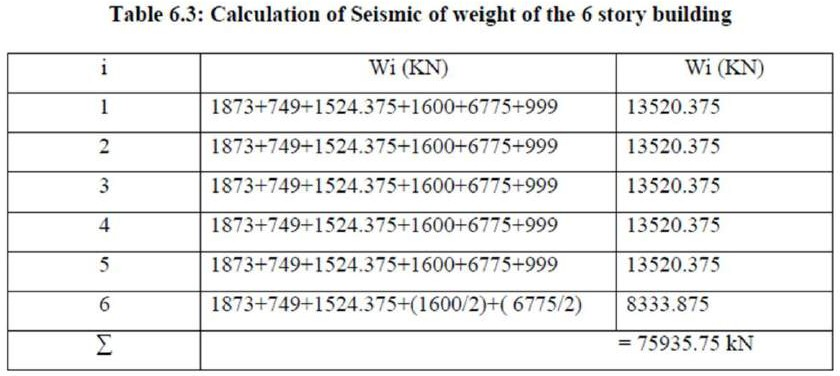 Table 6.3: Calculation of Seismic of weight of the 6 story building
i Wi (KN) Wi (KN)
1 1873+749+1524.375+1600+6775+999 13520.375
2 1873+749+1524.375+1600+6775+999 13520.375
3 1873+749+1524.375+1600+6775+999 13520.375
4 1873+749+1524.375+1600+6775+999 13520.375
5 1873+749+1524.375+1600+6775+999 13520.375
6 1873+749+1524.375+(1600/2)+( 6775/2) 8333.875
∑ = 75935.75 kN